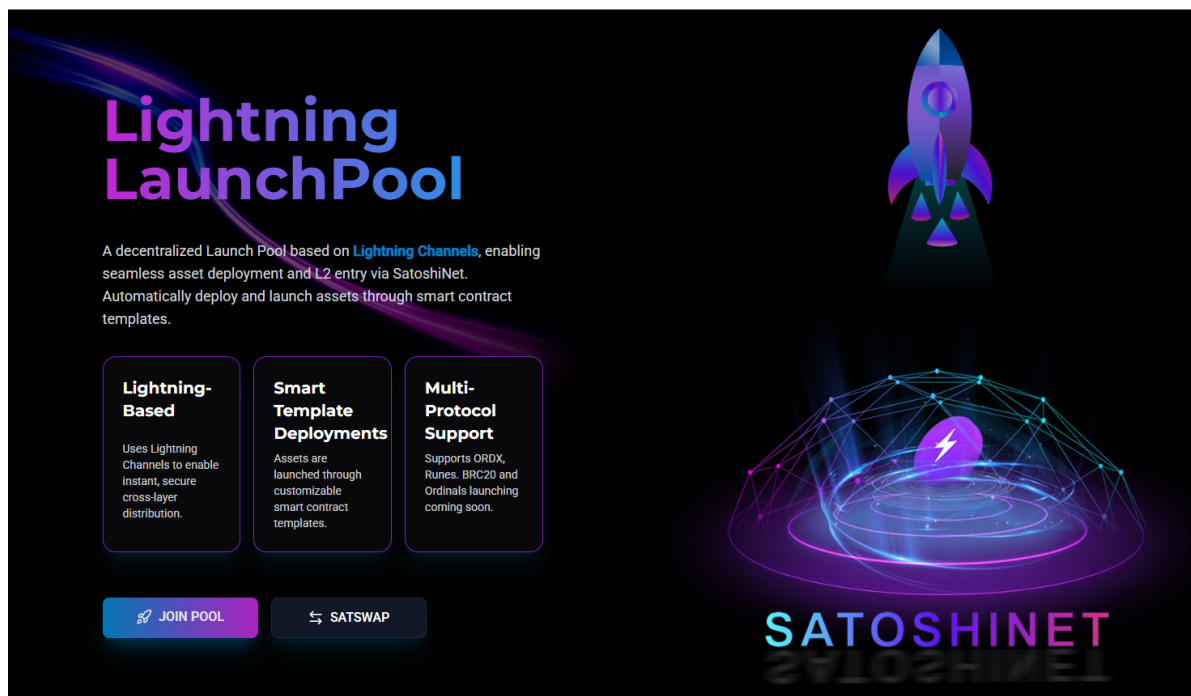 Lightning
LaunchPool
A decentralized Launch Pool based on Lightning Channels, enabling
seamless asset deployment and L2 entry via SatoshiNet.
Automatically deploy and launch assets through smart contract
templates.
Lightning-
Based
Uses Lightning
Channels to enable
instant, secure
cross-layer
distribution.
Smart
Template
Deployments
Assets are
launched through
customizable
smart contract
templates.
Multi-
Protocol
Support
Supports ORDX,
Runes. BRC20 and
Ordinals launching
coming soon.
JOIN POOL
SATSWAP
SATOSHINET